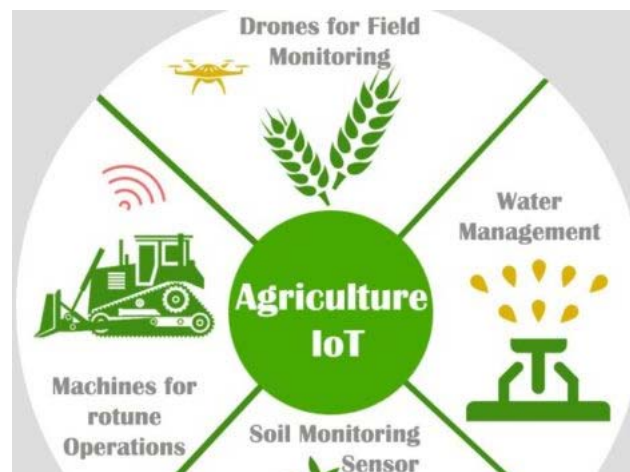 Drones for Field
Monitoring
Water
Management
Agriculture
IoT
Machines for
rotune
Operations
Soil Monitoring
Sensor